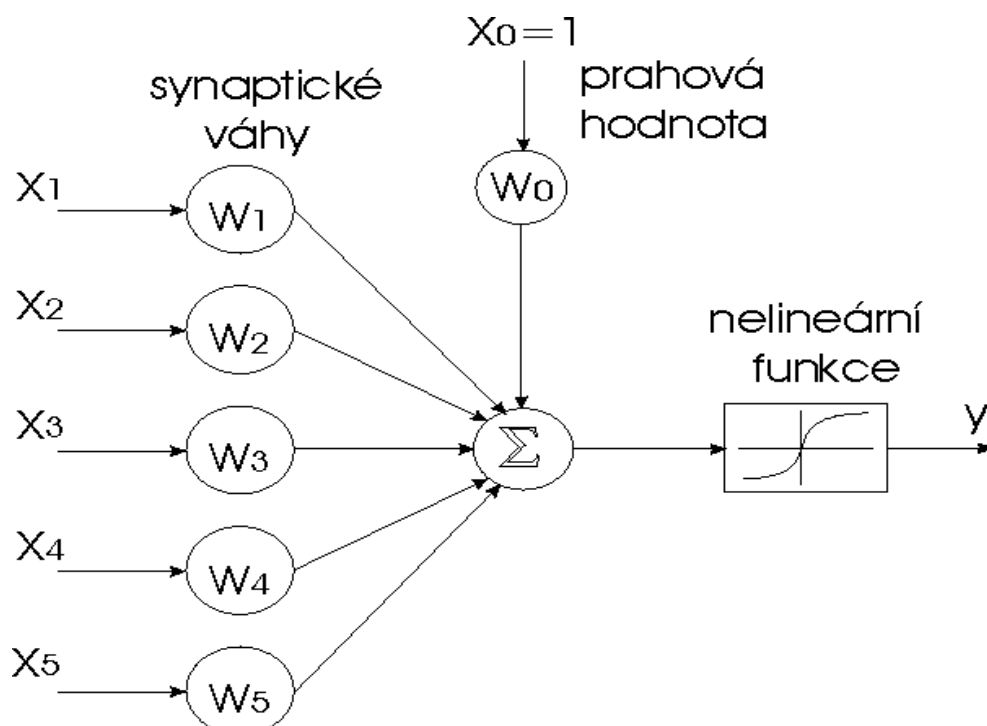 X0=1
synaptické
váhy
prahová
hodnota
X1
W1
W0
X2
W2
nelineární
funkce
X3
W3
Σ
y
X4
W4
X5
W5